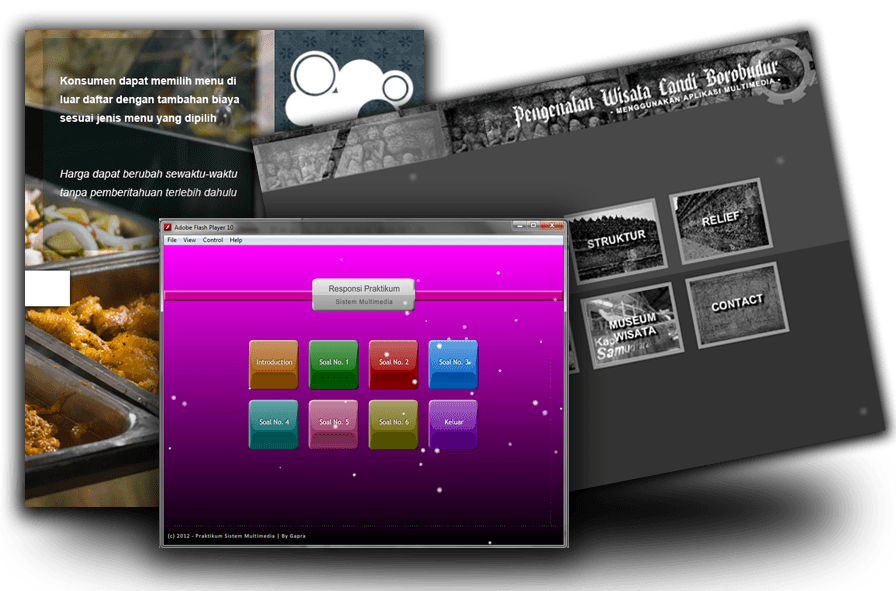 Konsumen dapat memilih menu di
luar daftar dengan tambahan biaya
sesuai jenis menu yang dipilih
Harga dapat berubah sewaktu-waktu
tanpa pemberitahuan terlebih dahulu
Pengenalan Wisata Candi Borobudur
- MENGGUNAKAN APLIKASI MULTIMEDIA -
STRUKTUR
RELIEF
MUSEUM
WISATA
CONTACT
Adobe Flash Player 10
File View Control Help
Responsi Praktikum
Sistem Multimedia
Introduction
Soal No. 1
Soal No. 2
Soal No. 3
Soal No. 4
Soal No. 5
Soal No. 6
Keluar
(c) 2012 - Praktikum Sistem Multimedia | By Gapra